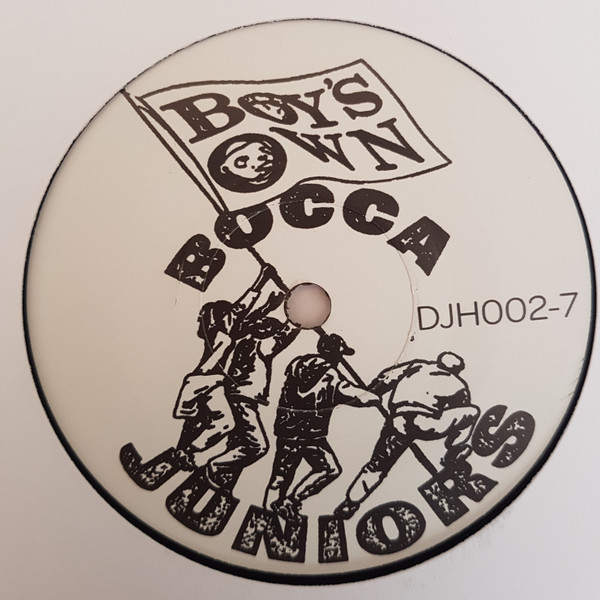 BOY'S
OWN
BOCCA
DJH002-7
JUNIORS